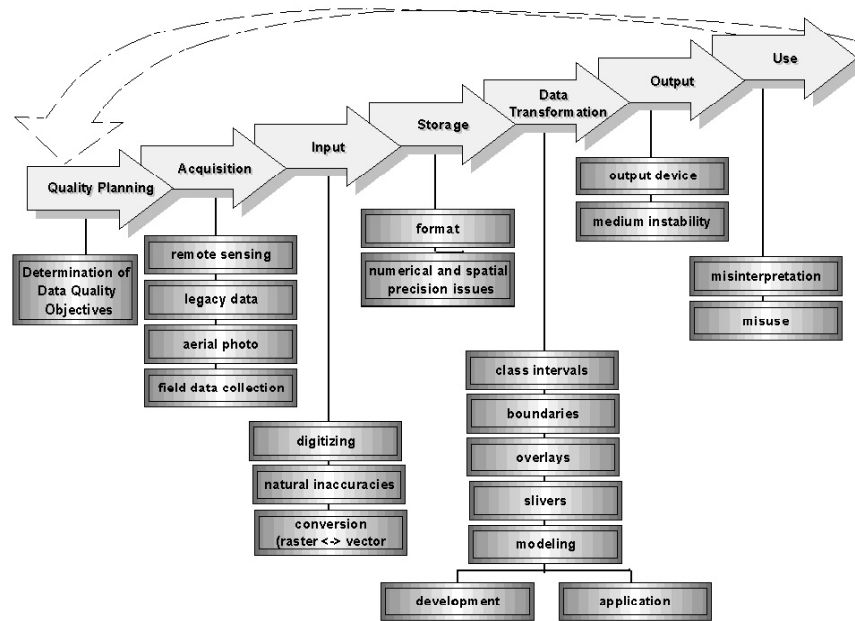 Quality Planning
Acquisition
Input
Storage
Data
Transformation
Output
Use
Determination of
Data Quality
Objectives
remote sensing
legacy data
aerial photo
field data collection
digitizing
natural inaccuracies
conversion
(raster <-> vector
format
numerical and spatial
precision issues
class intervals
boundaries
overlays
slivers
modeling
development
application
output device
medium instability
misinterpretation
misuse